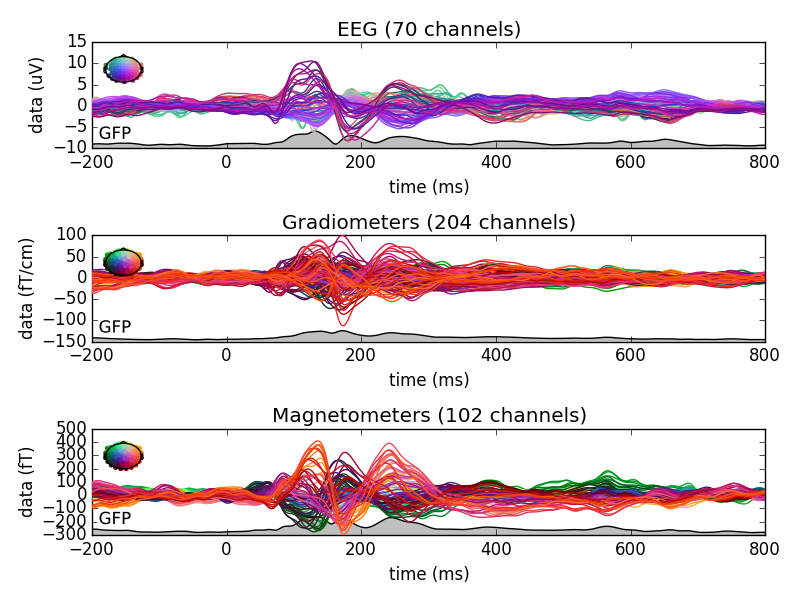 EEG (70 channels)
15
10
5
0
−5
−10
data (uV)
GFP
−200 0 200 400 600 800
time (ms)
Gradiometers (204 channels)
100
50
0
−50
−100
−150
data (fT/cm)
GFP
−200 0 200 400 600 800
time (ms)
Magnetometers (102 channels)
500
400
300
200
100
0
−100
−200
−300
data (fT)
GFP
−200 0 200 400 600 800
time (ms)